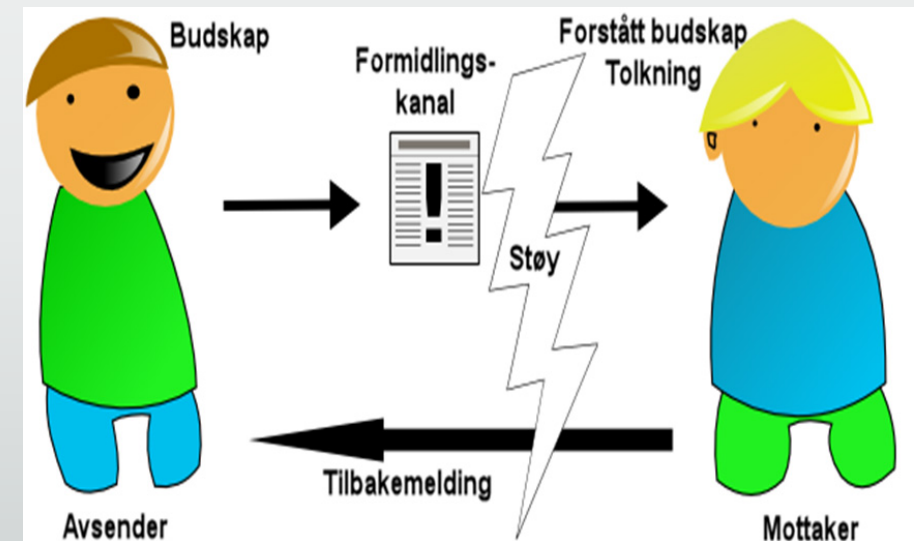 Budskap
Formidlings-
kanal
Forstått budskap
Tolkning
!
Støy
Tilbakemelding
Avsender
Mottaker